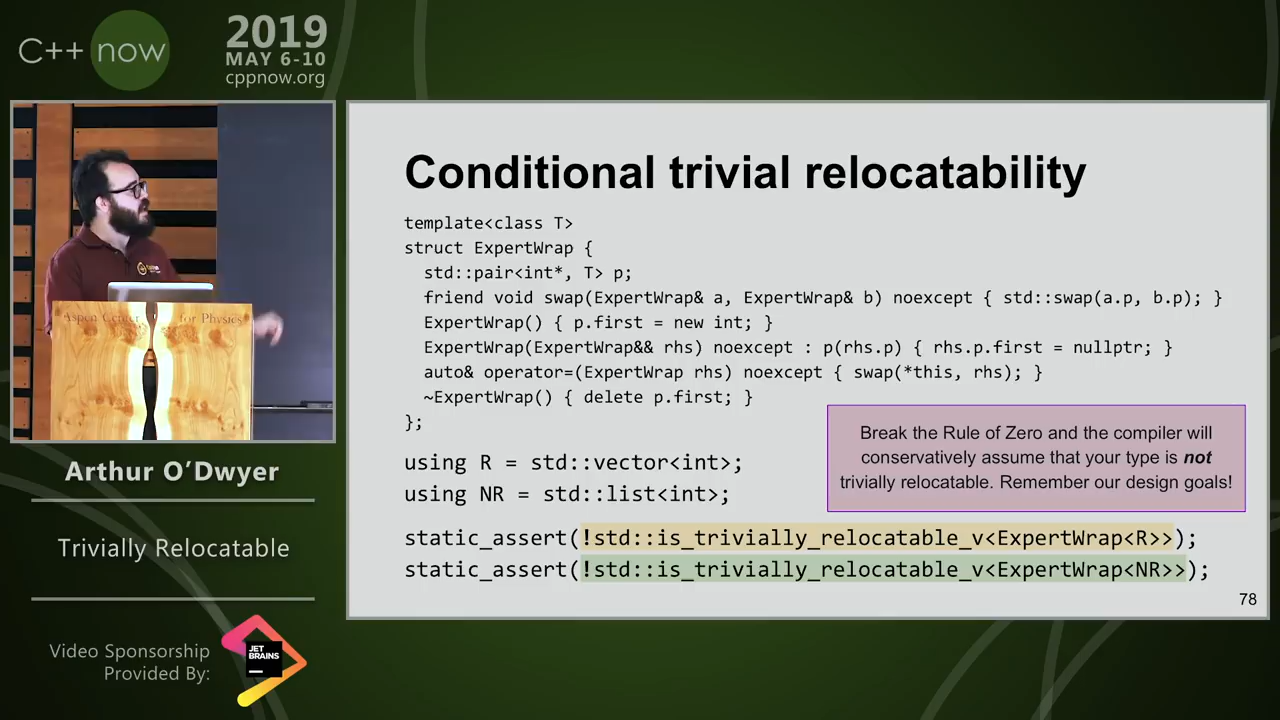 C++ now
2019
MAY 6-10
cppnow.org
Aspen Center for Physics
Conditional trivial relocatability
template<class T>
struct ExpertWrap {
  std::pair<int*, T> p;
  friend void swap(ExpertWrap& a, ExpertWrap& b) noexcept { std::swap(a.p, b.p); }
  ExpertWrap() { p.first = new int; }
  ExpertWrap(ExpertWrap&& rhs) noexcept : p(rhs.p) { rhs.p.first = nullptr; }
  auto& operator=(ExpertWrap rhs) noexcept { swap(*this, rhs); }
  ~ExpertWrap() { delete p.first; }
};
Break the Rule of Zero and the compiler will
conservatively assume that your type is not
trivially relocatable. Remember our design goals!
using R = std::vector<int>;
using NR = std::list<int>;
static_assert(!std::is_trivially_relocatable_v<ExpertWrap<R>>);
static_assert(!std::is_trivially_relocatable_v<ExpertWrap<NR>>);
78
Arthur O'Dwyer
Trivially Relocatable
Video Sponsorship
Provided By:
JET
BRAINS